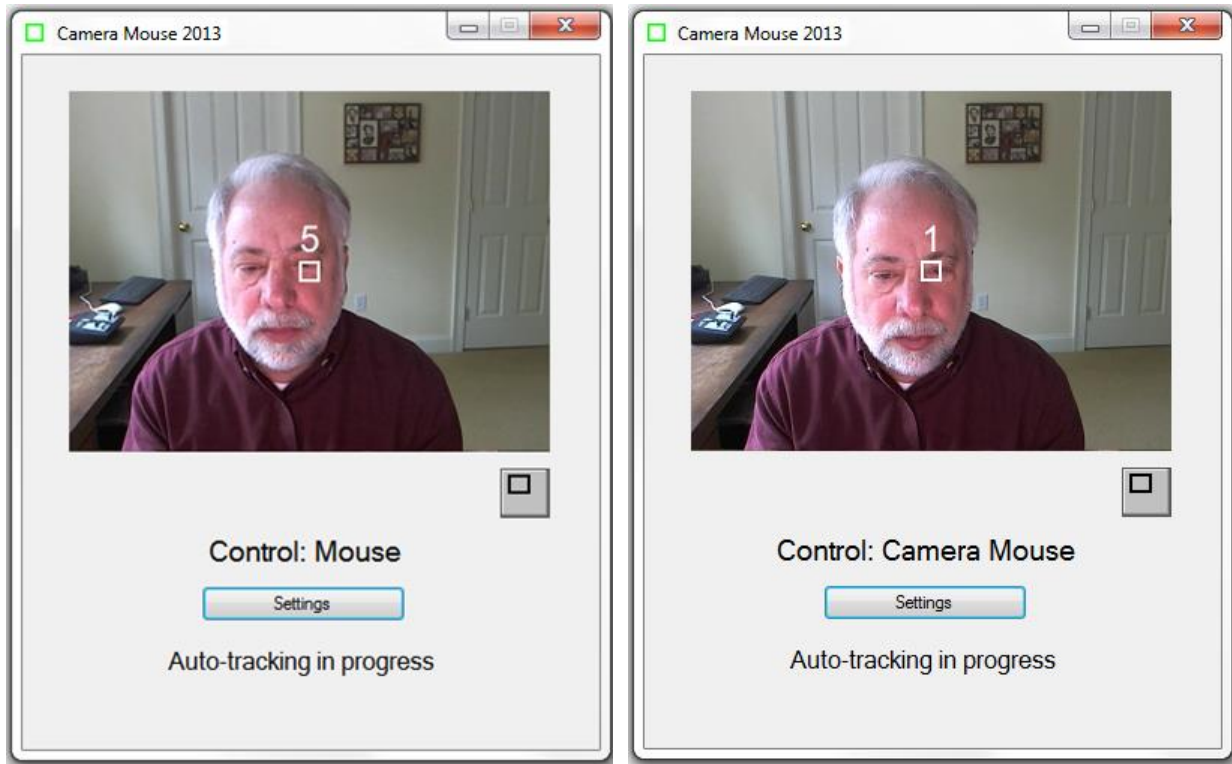 Camera Mouse 2013
5
Control: Mouse
Settings
Auto-tracking in progress
Camera Mouse 2013
1
Control: Camera Mouse
Settings
Auto-tracking in progress